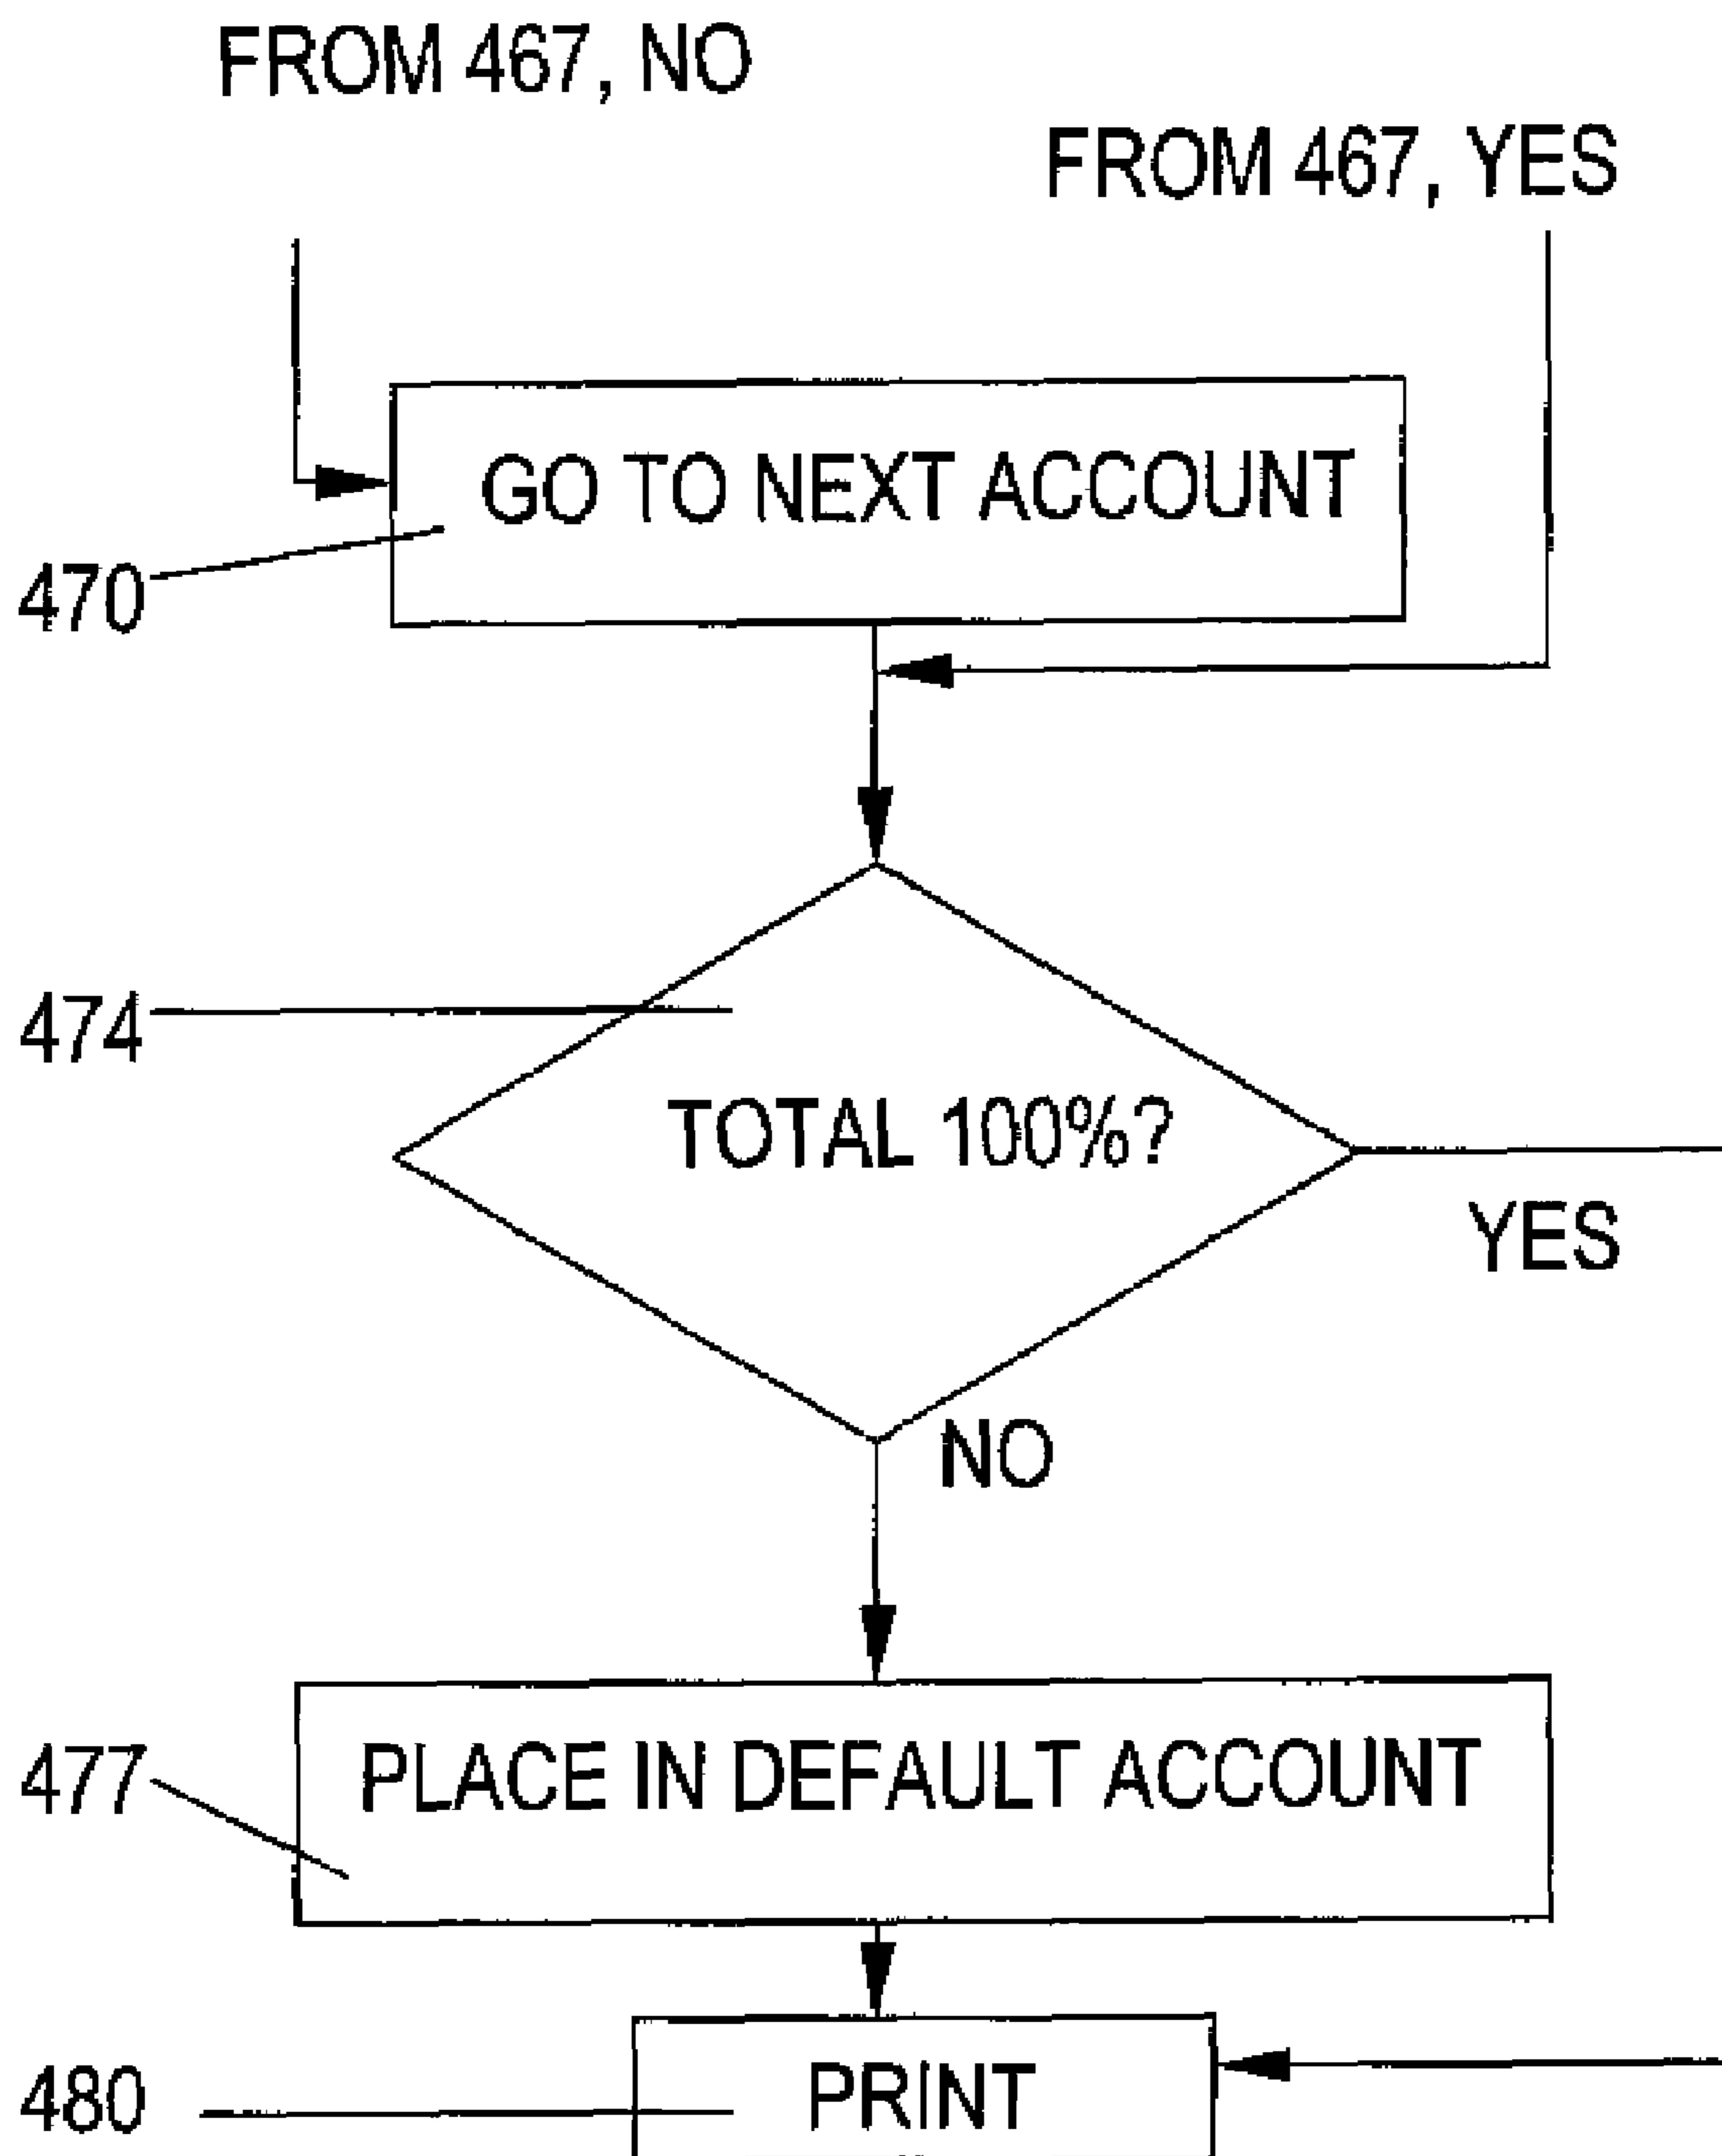 FROM 467, NO
FROM 467, YES
GO TO NEXT ACCOUNT
470
474
TOTAL 100%?
YES
NO
477
PLACE IN DEFAULT ACCOUNT
480
PRINT